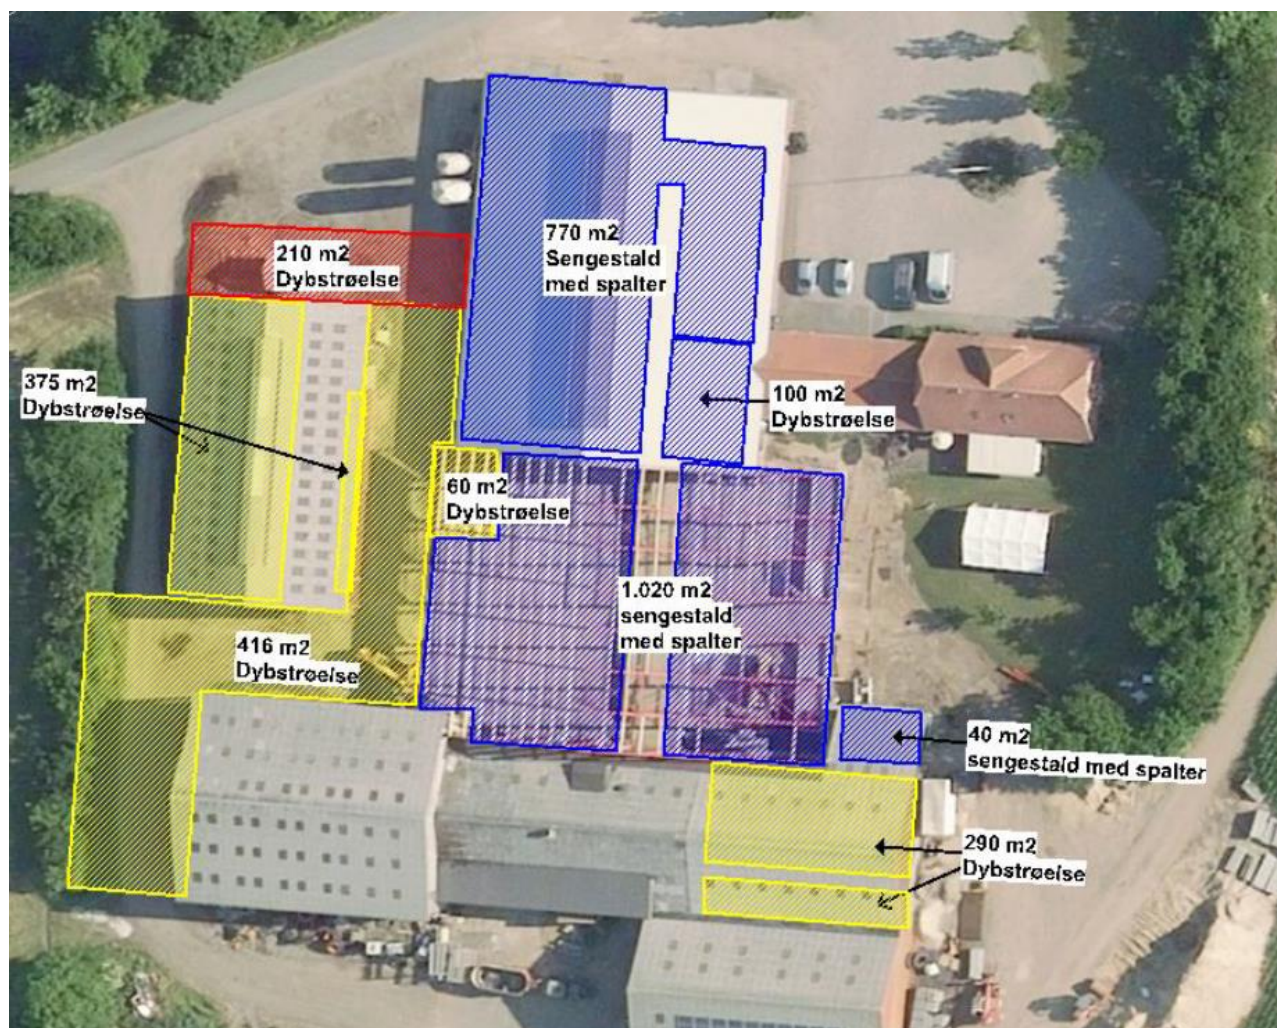 210 m2
Dybstrøelse
770 m2
Sengestald
med spalter
375 m2
Dybstrøelse
100 m2
Dybstrøelse
60 m2
Dybstrøelse
1.020 m2
sengestald
med spalter
416 m2
Dybstrøelse
40 m2
sengestald med spalter
290 m2
Dybstrøelse